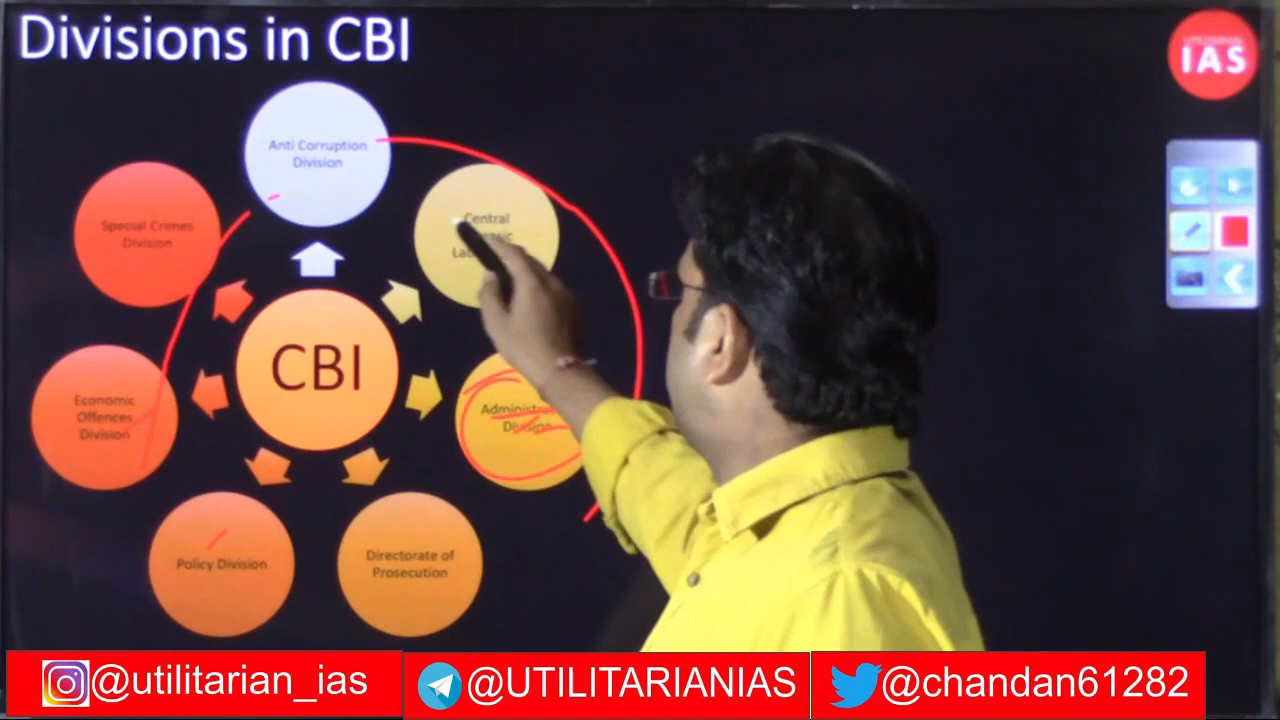 Divisions in CBI
UTILITARIAN
IAS
Anti Corruption
Division
Special Crimes
Division
Central
CBI
Economic
Offences
Division
Policy Division
Directorate of
Prosecution
@utilitarian_ias
@UTILITARIANIAS
@chandan61282